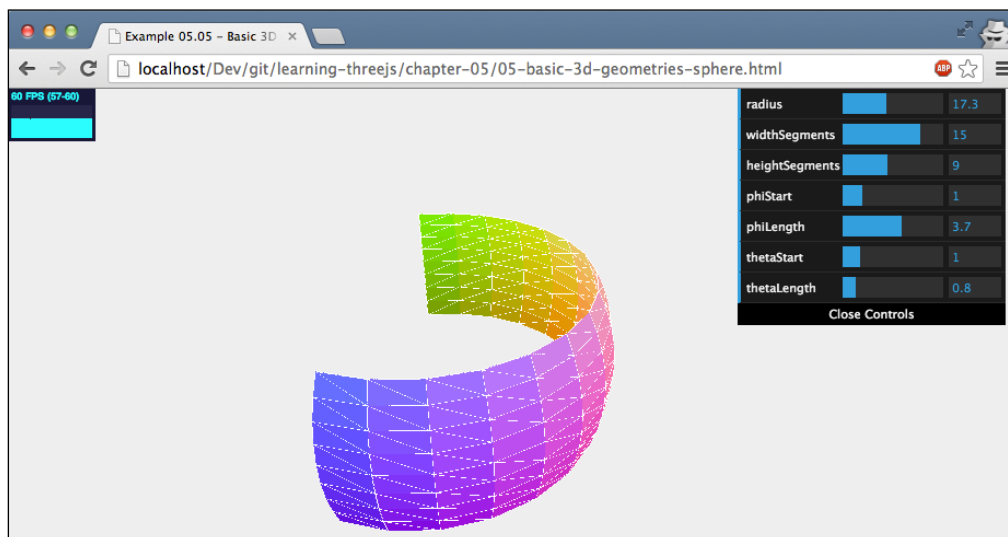 Example 05.05 - Basic 3D
localhost/Dev/git/learning-threejs/chapter-05/05-basic-3d-geometries-sphere.html
ABP
60 FPS (57-60)
radius 17.3
widthSegments 15
heightSegments 9
phiStart 1
phiLength 3.7
thetaStart 1
thetaLength 0.8
Close Controls